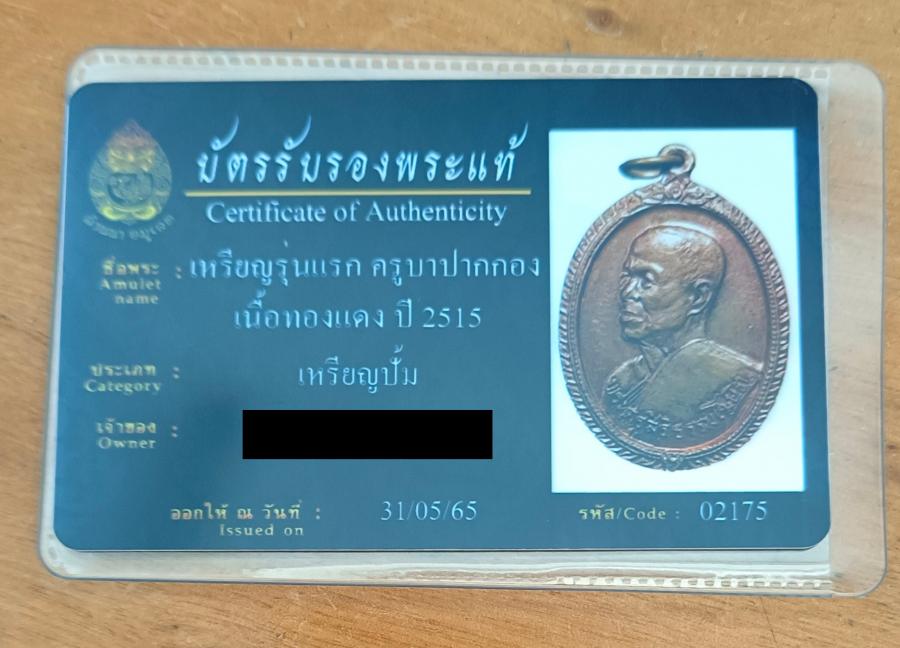 บัตรรับรองพระแท้
Certificate of Authenticity
ชื่อพระ : เหรียญรุ่นแรก ครูบาปากกอง
Amulet
name
เนื้อทองแดง ปี 2515
ประเภท : เหรียญปั๊ม
Category
เจ้าของ :
Owner
ออกให้ ณ วันที่ : 31/05/65
Issued on
รหัส/Code : 02175